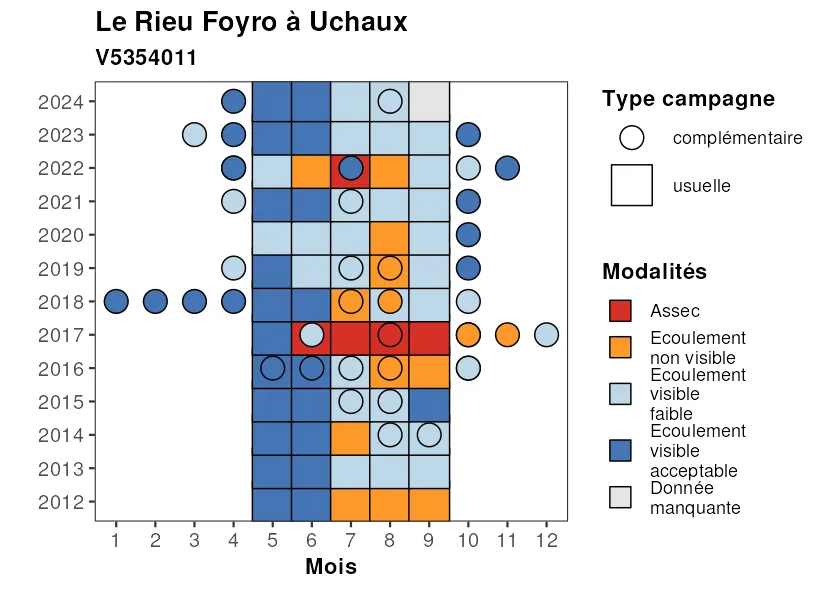 Le Rieu Foyro à Uchaux
V5354011
2024
2023
2022
2021
2020
2019
2018
2017
2016
2015
2014
2013
2012
1 2 3 4 5 6 7 8 9 10 11 12
Mois
Type campagne
complémentaire
usuelle
Modalités
Assec
Ecoulement
non visible
Ecoulement
visible
faible
Ecoulement
visible
acceptable
Donnée
manquante